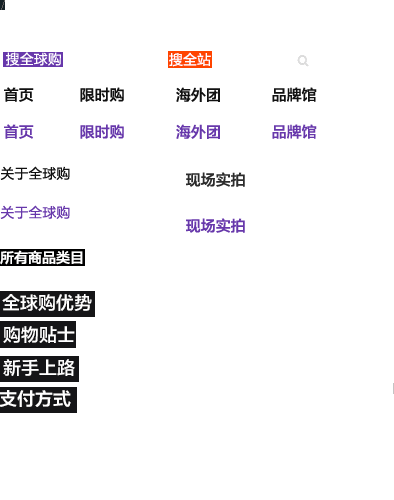 搜全球购 搜全站
首页 限时购 海外团 品牌馆
首页 限时购 海外团 品牌馆
关于全球购
现场实拍
关于全球购
现场实拍
所有商品类目
全球购优势
购物贴士
新手上路
支付方式